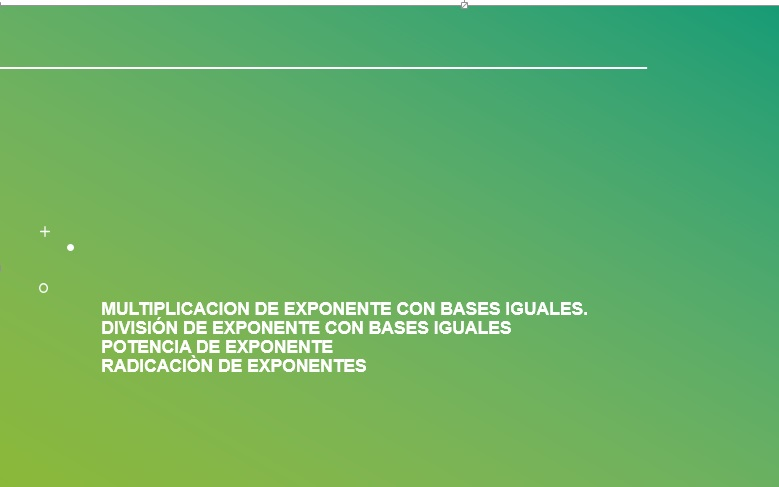 MULTIPLICACION DE EXPONENTE CON BASES IGUALES.
DIVISIÓN DE EXPONENTE CON BASES IGUALES
POTENCIA DE EXPONENTE
RADICACIÒN DE EXPONENTES